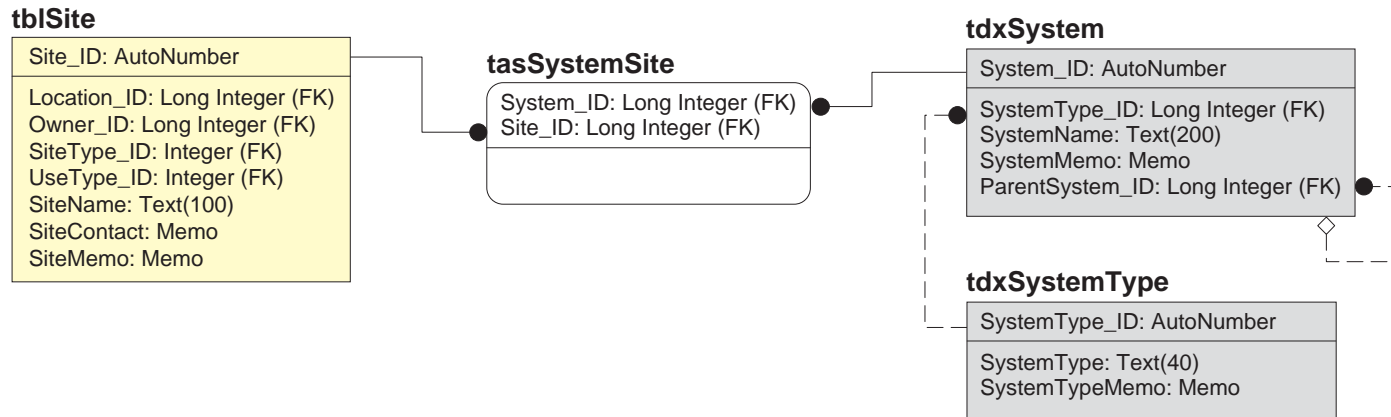 tblSite
Site_ID: AutoNumber
Location_ID: Long Integer (FK)
Owner_ID: Long Integer (FK)
SiteType_ID: Integer (FK)
UseType_ID: Integer (FK)
SiteName: Text(100)
SiteContact: Memo
SiteMemo: Memo
tasSystemSite
System_ID: Long Integer (FK)
Site_ID: Long Integer (FK)
tdxSystem
System_ID: AutoNumber
SystemType_ID: Long Integer (FK)
SystemName: Text(200)
SystemMemo: Memo
ParentSystem_ID: Long Integer (FK)
tdxSystemType
SystemType_ID: AutoNumber
SystemType: Text(40)
SystemTypeMemo: Memo